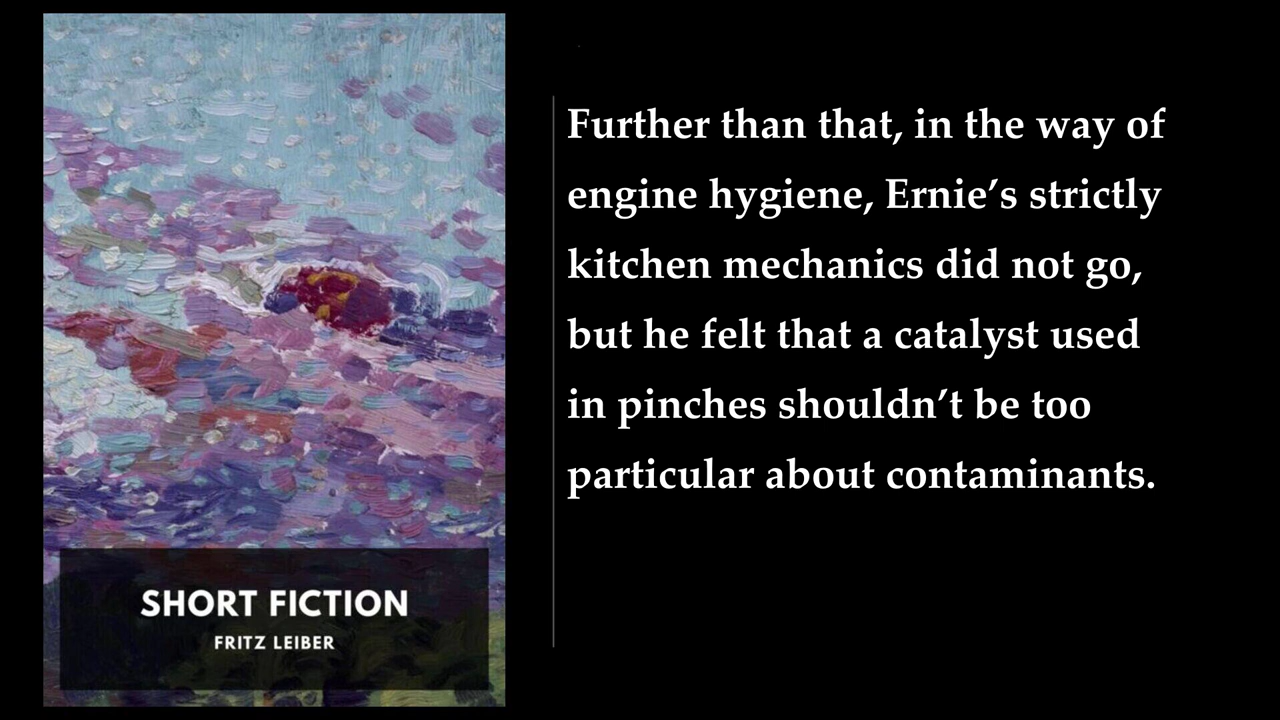 Further than that, in the way of
engine hygiene, Ernie’s strictly
kitchen mechanics did not go,
but he felt that a catalyst used
in pinches shouldn’t be too
particular about contaminants.
SHORT FICTION
FRITZ LEIBER